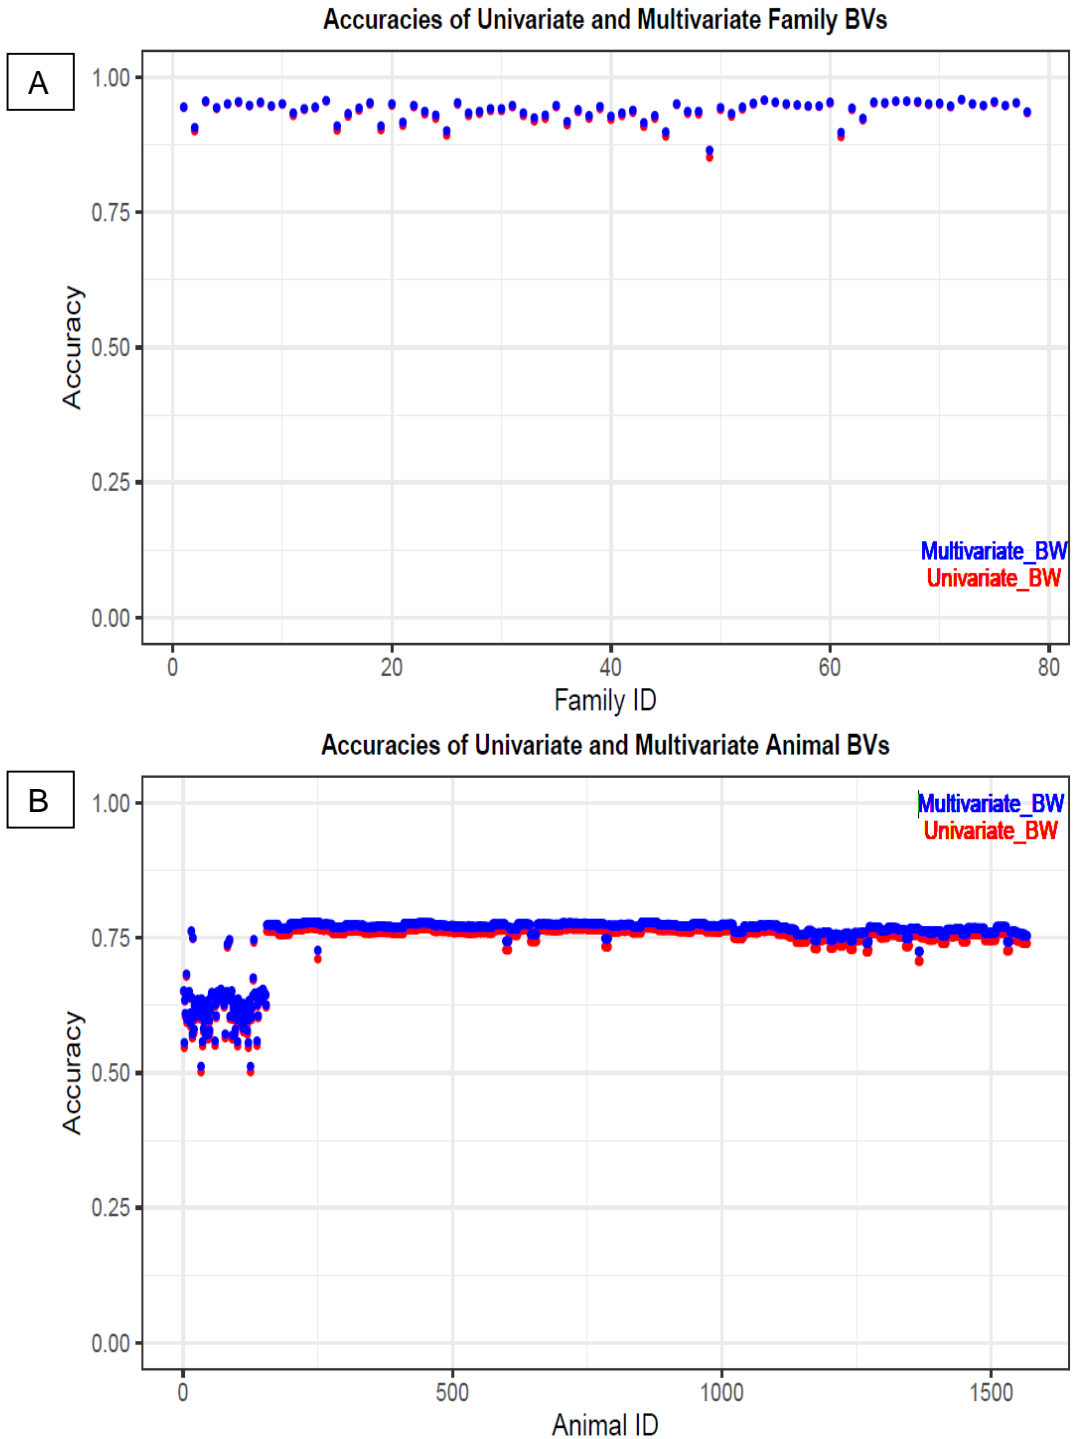 Accuracies of Univariate and Multivariate Family BVs
A
1.00
0.75
0.50
0.25
0.00
Accuracy
Multivariate_BW
Univariate_BW
0 20 40 60 80
Family ID
Accuracies of Univariate and Multivariate Animal BVs
B
1.00
0.75
0.50
0.25
0.00
Accuracy
Multivariate_BW
Univariate_BW
0 500 1000 1500
Animal ID